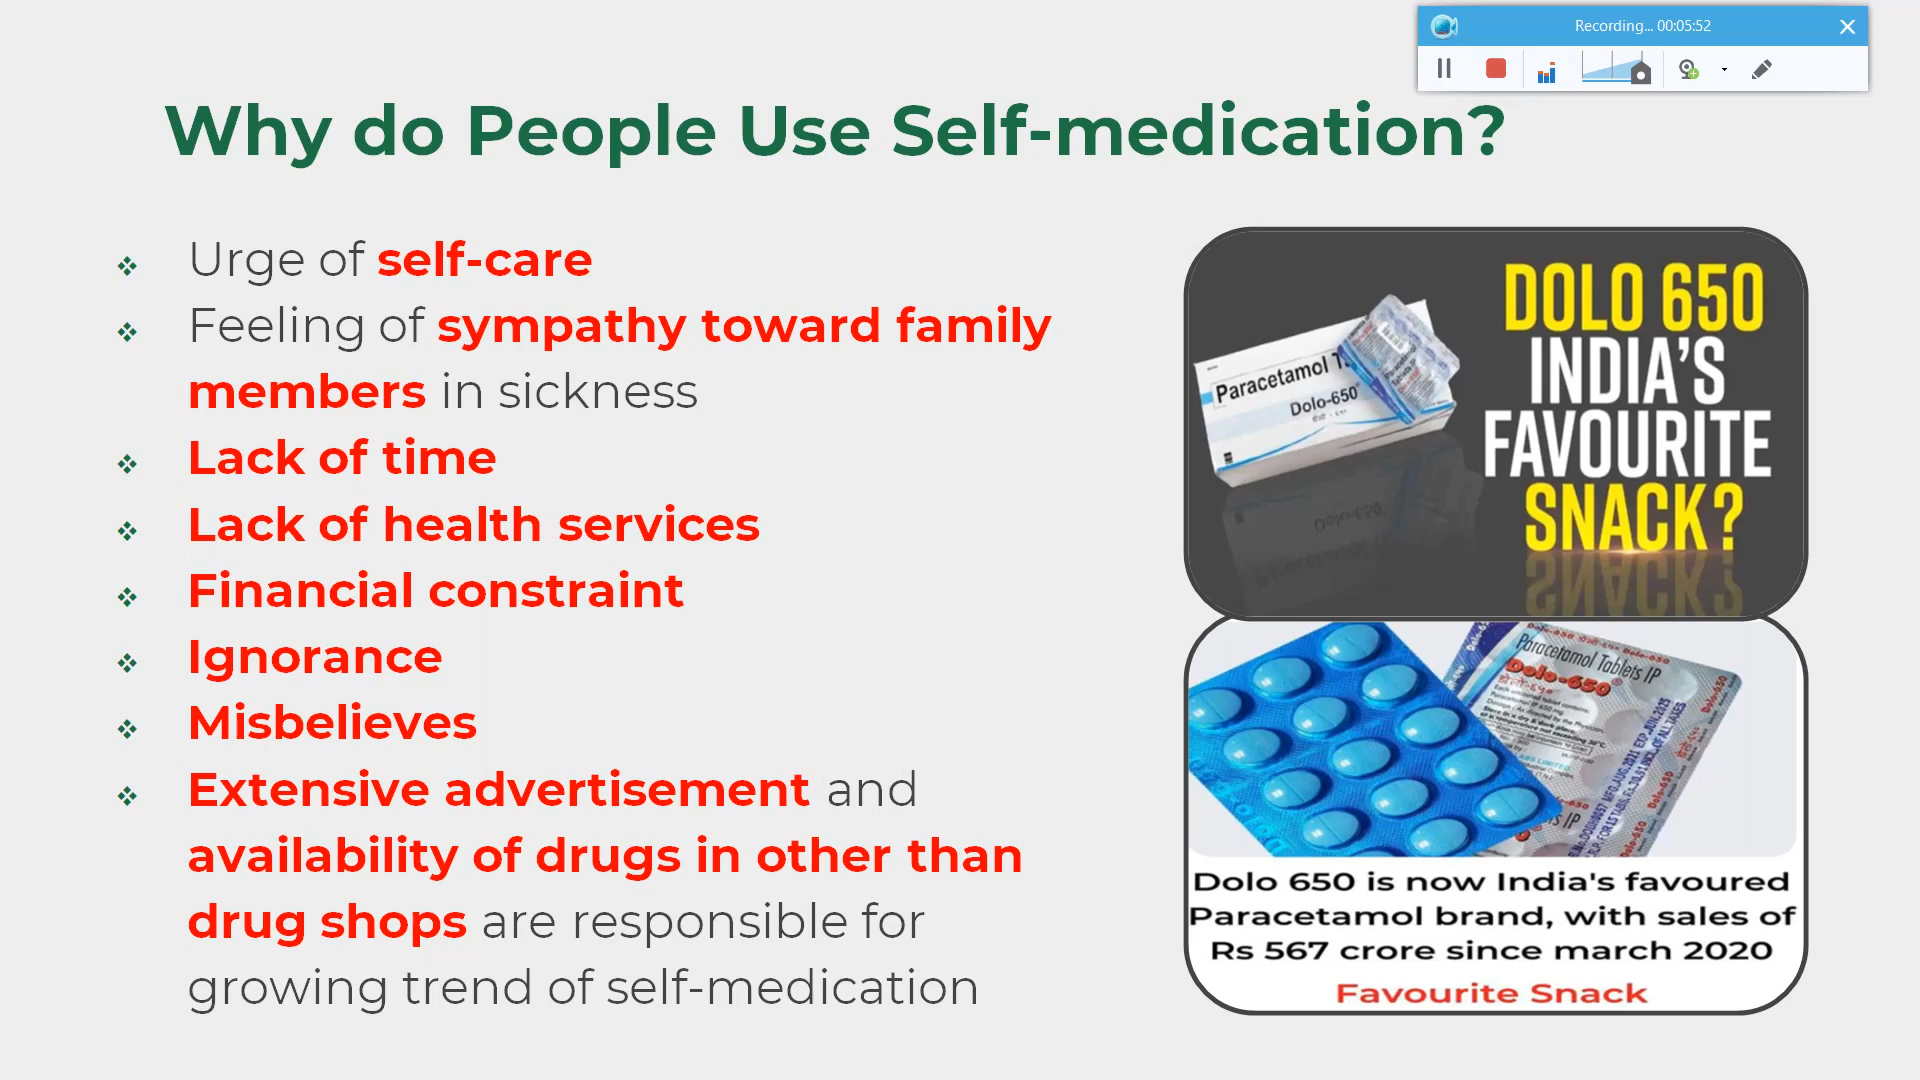 Recording... 00:05:52
Why do People Use Self-medication?
Urge of self-care
Feeling of sympathy toward family
members in sickness
Lack of time
Lack of health services
Financial constraint
Ignorance
Misbelieves
Extensive advertisement and
availability of drugs in other than
drug shops are responsible for
growing trend of self-medication
Paracetamol
Dolo-650
DOLO 650
INDIA'S
FAVOURITE
SNACK?
Paracetamol Tablets IP
Dolo-650
Dolo 650 is now India's favoured
Paracetamol brand, with sales of
Rs 567 crore since march 2020
Favourite Snack